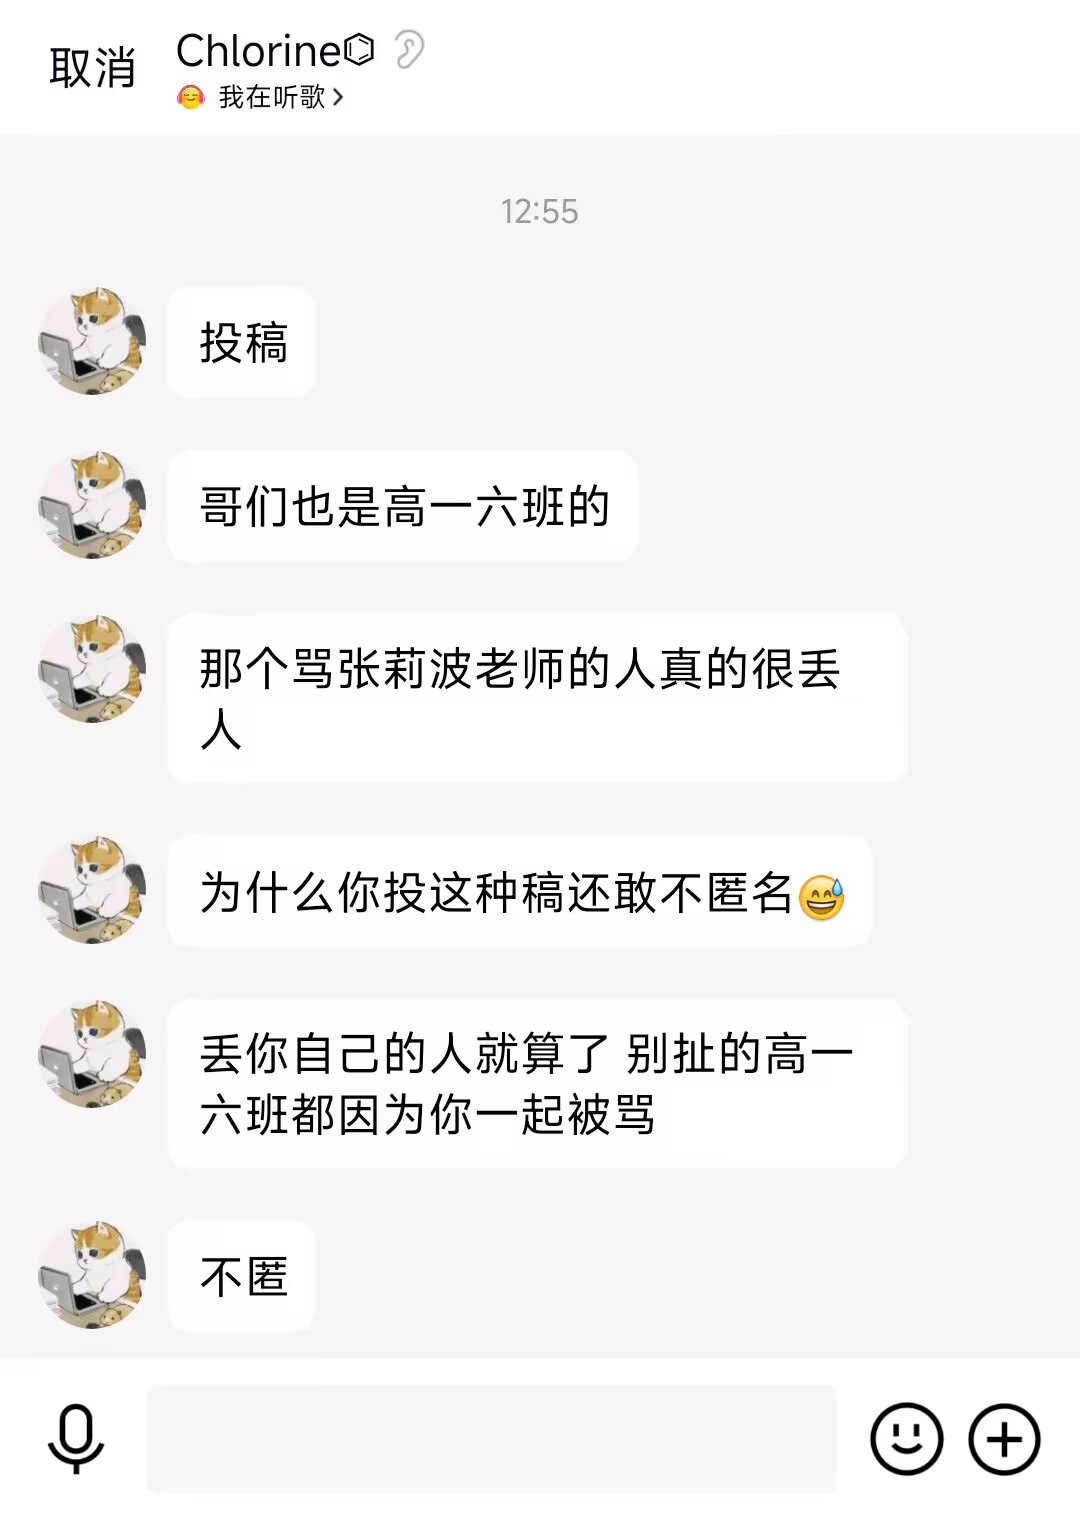 取消
Chlorine
我在听歌
12:55
投稿
哥们也是高一六班的
那个骂张莉波老师的人真的很丢
人
为什么你投这种稿还敢不匿名😅
丢你自己的人就算了 别扯的高一
六班都因为你一起被骂
不匿